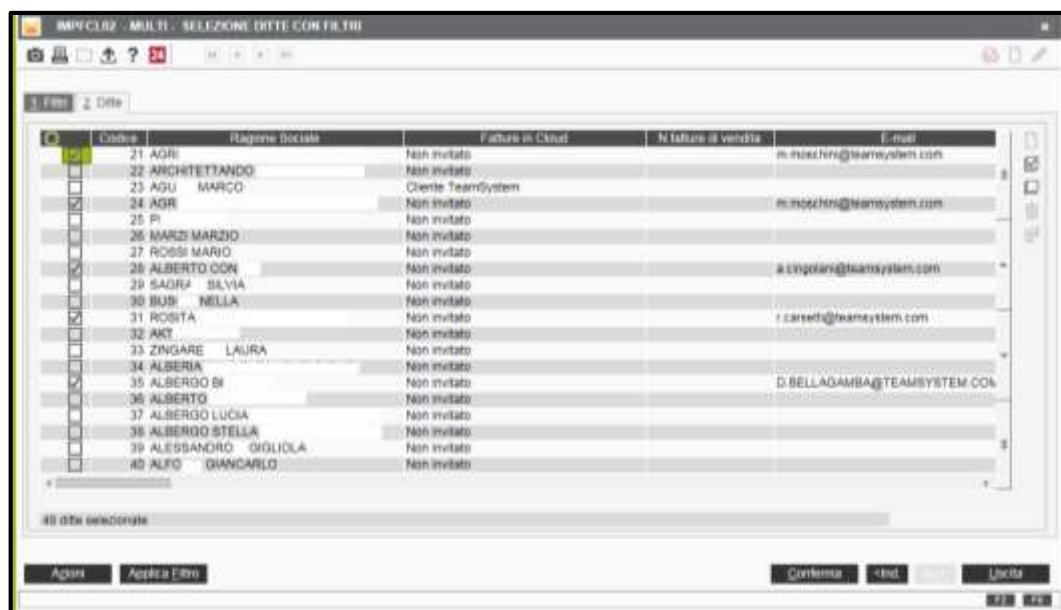 IMPFCL02 - MULTI - SELEZIONE DITTE CON FILTRI
? 24
1. Filtri 2. Ditte
Codice Ragione Sociale Fatture in Cloud N.fatture di vendita E-mail
21 AGRI Non invitato m.moschini@teamsystem.com
22 ARCHITETTANDO Non invitato
23 AGU MARCO Cliente TeamSystem
24 AGR Non invitato m.moschini@teamsystem.com
25 PI Non invitato
26 MARZI MARZIO Non invitato
27 ROSSI MARIO Non invitato
28 ALBERTO CON Non invitato a.cingolani@teamsystem.com
29 SAGRA SILVIA Non invitato
30 BUSI NELLA Non invitato
31 ROSITA Non invitato r.carsetti@teamsystem.com
32 AKT Non invitato
33 ZINGARE LAURA Non invitato
34 ALBERIA Non invitato
35 ALBERGO BI Non invitato D.BELLAGAMBA@TEAMSYSTEM.COM
36 ALBERTO Non invitato
37 ALBERGO LUCIA Non invitato
38 ALBERGO STELLA Non invitato
39 ALESSANDRO GIGLIOLA Non invitato
40 ALFO GIANCARLO Non invitato
ditte selezionate
Azioni Applica Filtro Conferma <Ind. Uscita